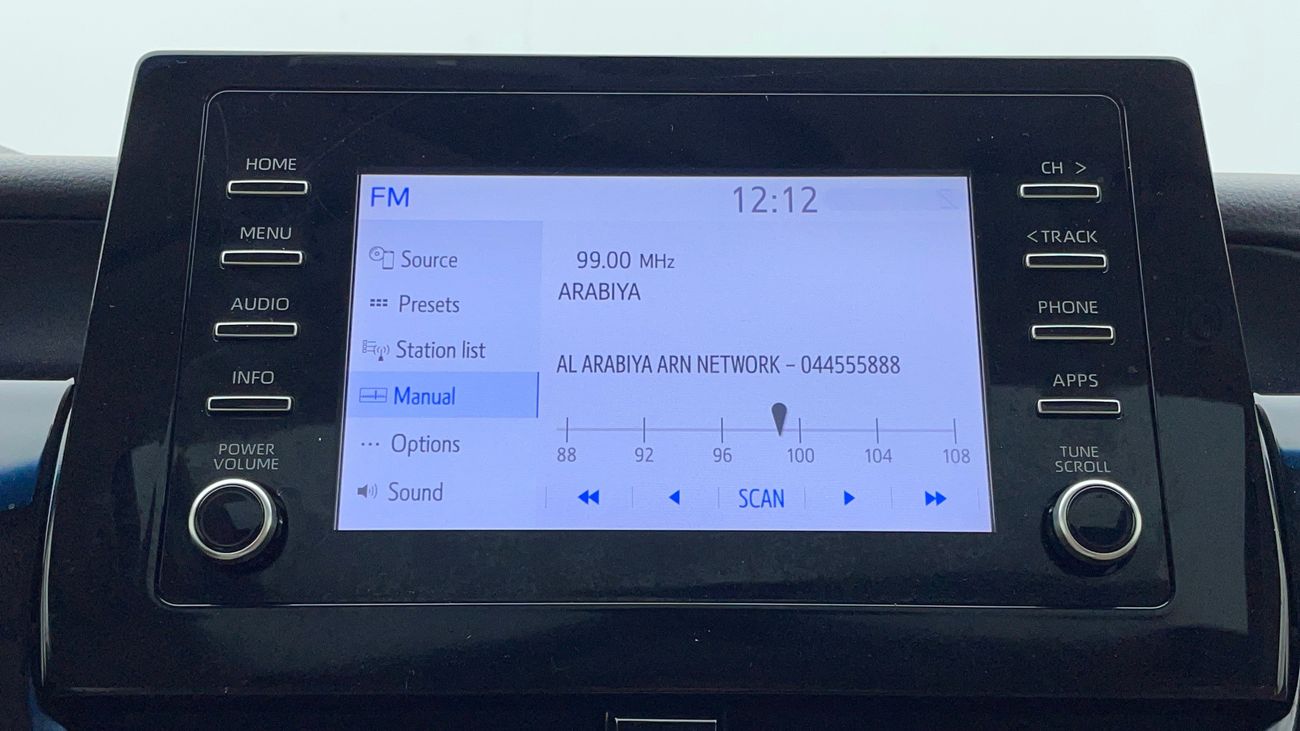 HOME
MENU
AUDIO
INFO
POWER
VOLUME
FM
12:12
Source
Presets
Station list
Manual
··· Options
Sound
99.00 MHz
ARABIYA
AL ARABIYA ARN NETWORK – 044555888
88 92 96 100 104 108
SCAN
CH >
< TRACK
PHONE
APPS
TUNE
SCROLL